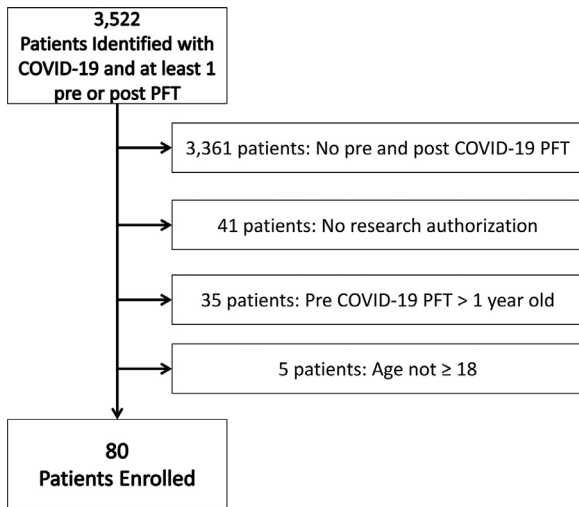 3,522
Patients Identified with
COVID-19 and at least 1
pre or post PFT
3,361 patients: No pre and post COVID-19 PFT
41 patients: No research authorization
35 patients: Pre COVID-19 PFT > 1 year old
5 patients: Age not ≥ 18
80
Patients Enrolled